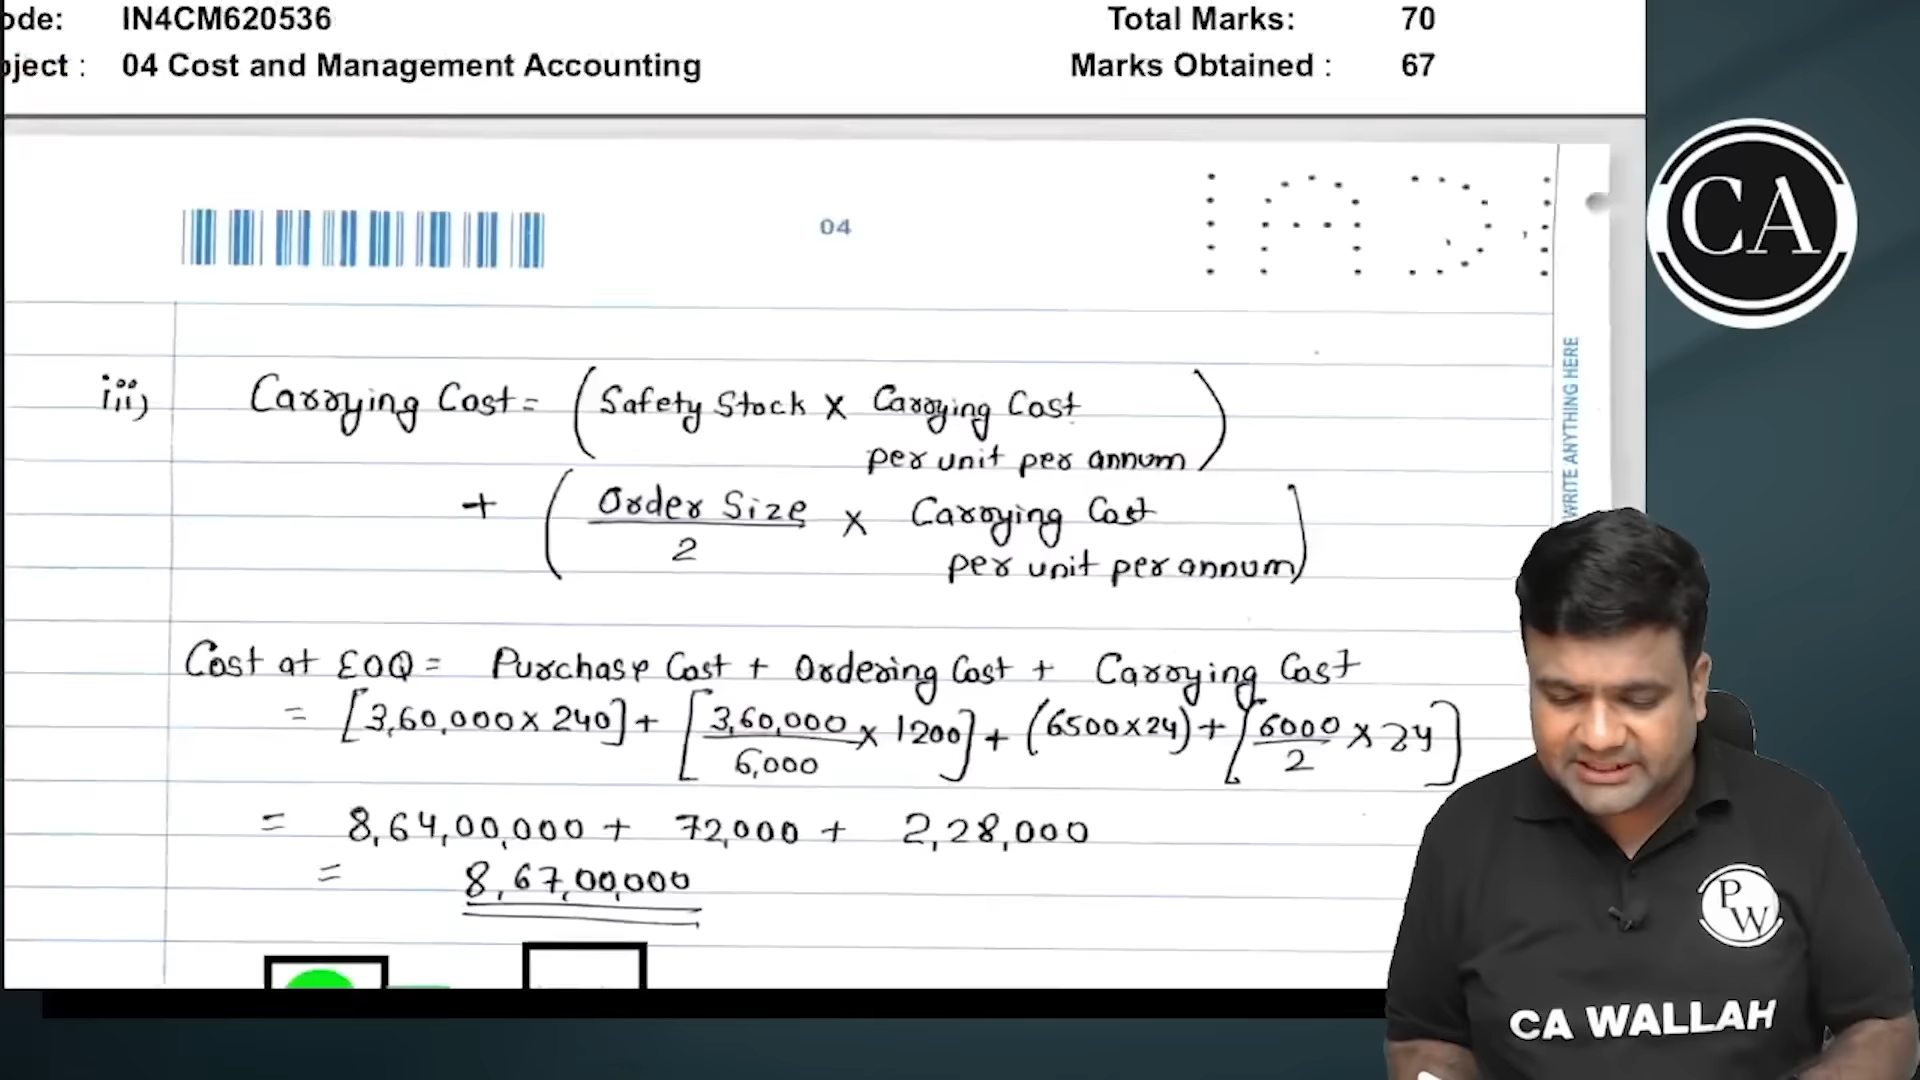 ode: IN4CM620536 Total Marks: 70
bject : 04 Cost and Management Accounting Marks Obtained : 67
04
CA
WRITE ANYTHING HERE
iii) Carrying Cost = (Safety Stock x Carrying Cost
per unit per annum)
+ (Order Size x Carrying Cost
2 per unit per annum)
Cost at EOQ = Purchase Cost + Ordering Cost + Carrying Cost
= [3,60,000 x 240] + [3,60,000 x 1200] + (6500 x 24) + [6000 x 24]
6,000 2
= 8,64,00,000 + 72,000 + 2,28,000
= 8,67,00,000
PW
CA WALLAH